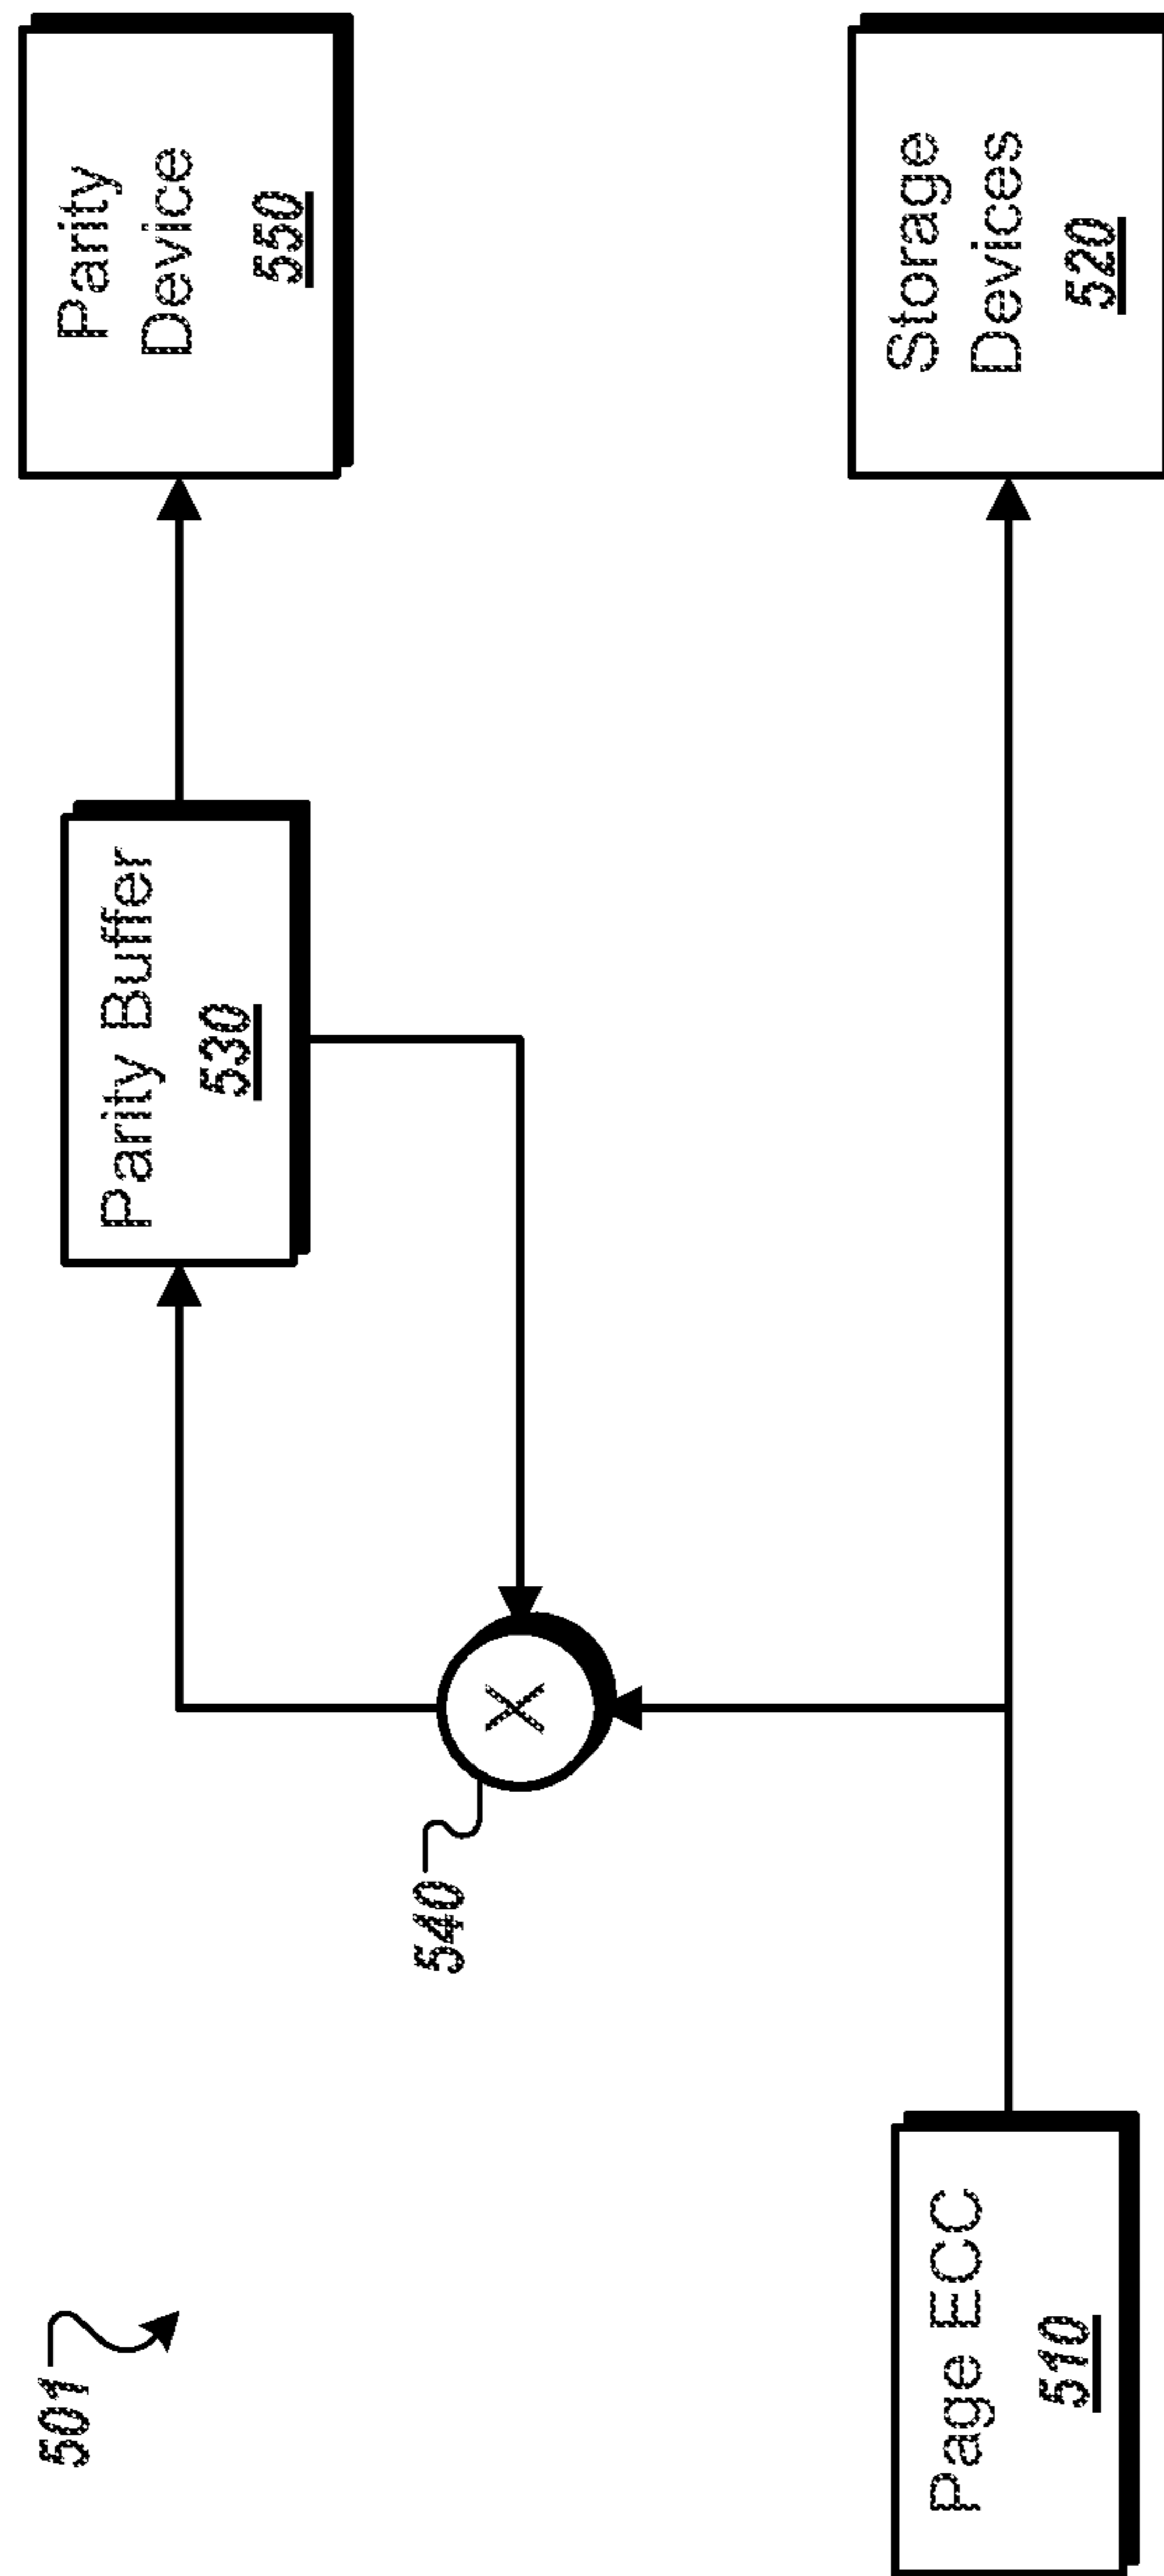 501
Page ECC
510
540
X
Parity Buffer
530
Parity
Device
550
Storage
Devices
520